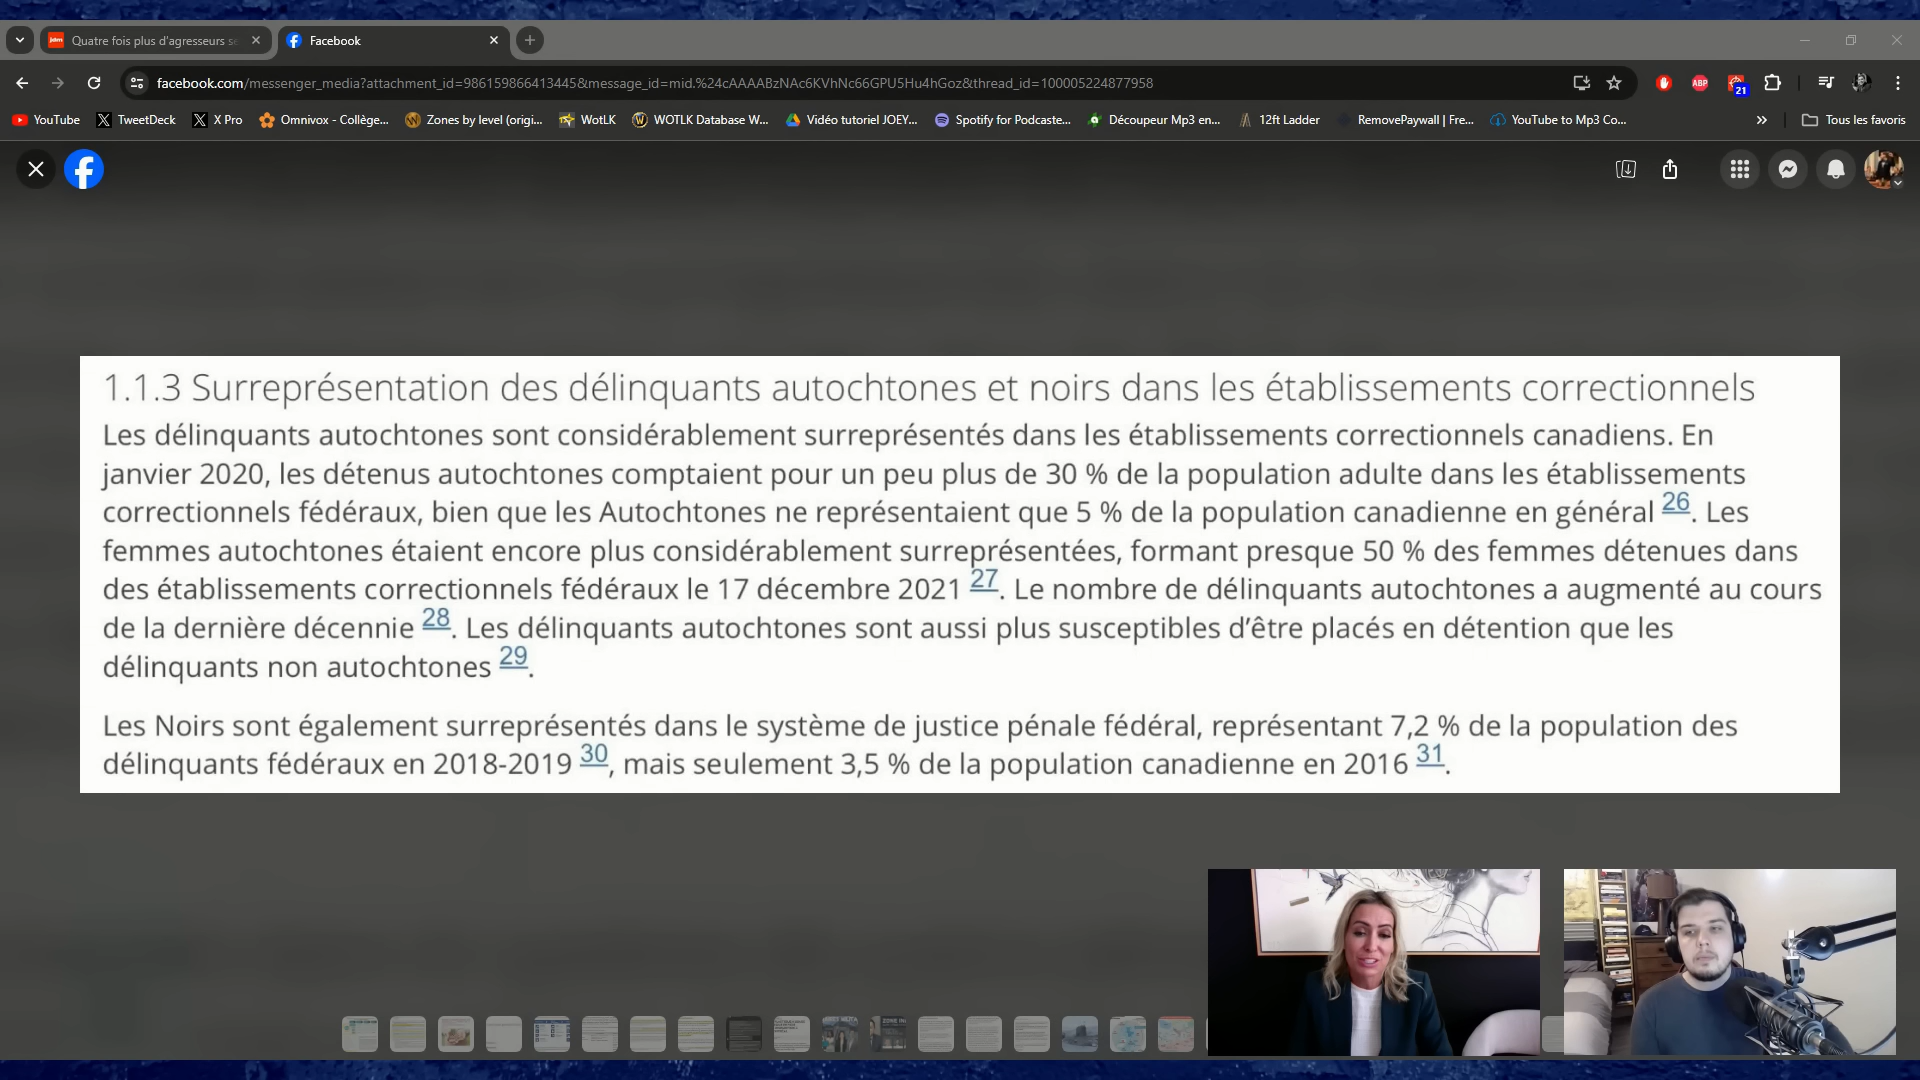 Quatre fois plus d'agresseurs se
Facebook
facebook.com/messenger_media?attachment_id=986159866413445&message_id=mid.%24cAAAABzNAc6KVhNc66GPU5Hu4hGoz&thread_id=100005224877958
ABP
21
YouTube
TweetDeck
X Pro
Omnivox - Collège...
Zones by level (origi...
WotLK
WOTLK Database W...
Vidéo tutoriel JOEY...
Spotify for Podcaste...
Découpeur Mp3 en...
12ft Ladder
RemovePaywall | Fre...
YouTube to Mp3 Co...
Tous les favoris
1.1.3 Surreprésentation des délinquants autochtones et noirs dans les établissements correctionnels
Les délinquants autochtones sont considérablement surreprésentés dans les établissements correctionnels canadiens. En
janvier 2020, les détenus autochtones comptaient pour un peu plus de 30 % de la population adulte dans les établissements
correctionnels fédéraux, bien que les Autochtones ne représentaient que 5 % de la population canadienne en général 26. Les
femmes autochtones étaient encore plus considérablement surreprésentées, formant presque 50 % des femmes détenues dans
des établissements correctionnels fédéraux le 17 décembre 2021 27. Le nombre de délinquants autochtones a augmenté au cours
de la dernière décennie 28. Les délinquants autochtones sont aussi plus susceptibles d'être placés en détention que les
délinquants non autochtones 29.
Les Noirs sont également surreprésentés dans le système de justice pénale fédéral, représentant 7,2 % de la population des
délinquants fédéraux en 2018-2019 30, mais seulement 3,5 % de la population canadienne en 2016 31.